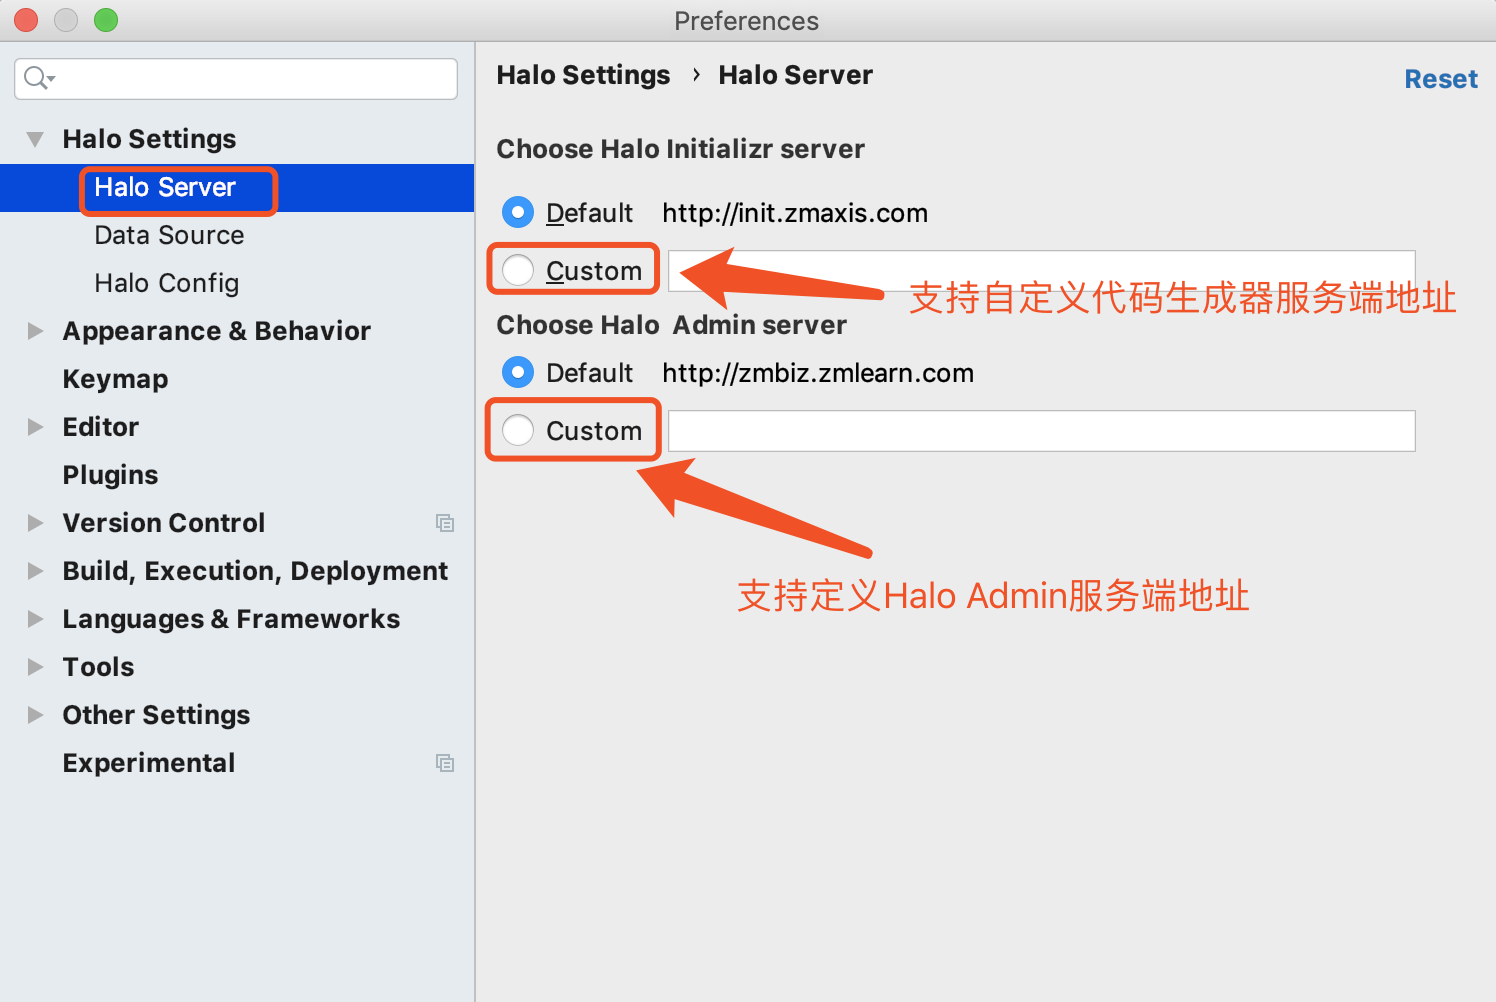 Preferences
Halo Settings
Halo Server
Data Source
Halo Config
Appearance & Behavior
Keymap
Editor
Plugins
Version Control
Build, Execution, Deployment
Languages & Frameworks
Tools
Other Settings
Experimental
Halo Settings › Halo Server
Reset
Choose Halo Initializr server
Default http://init.zmaxis.com
Custom
支持自定义代码生成器服务端地址
Choose Halo Admin server
Default http://zmbiz.zmlearn.com
Custom
支持定义Halo Admin服务端地址